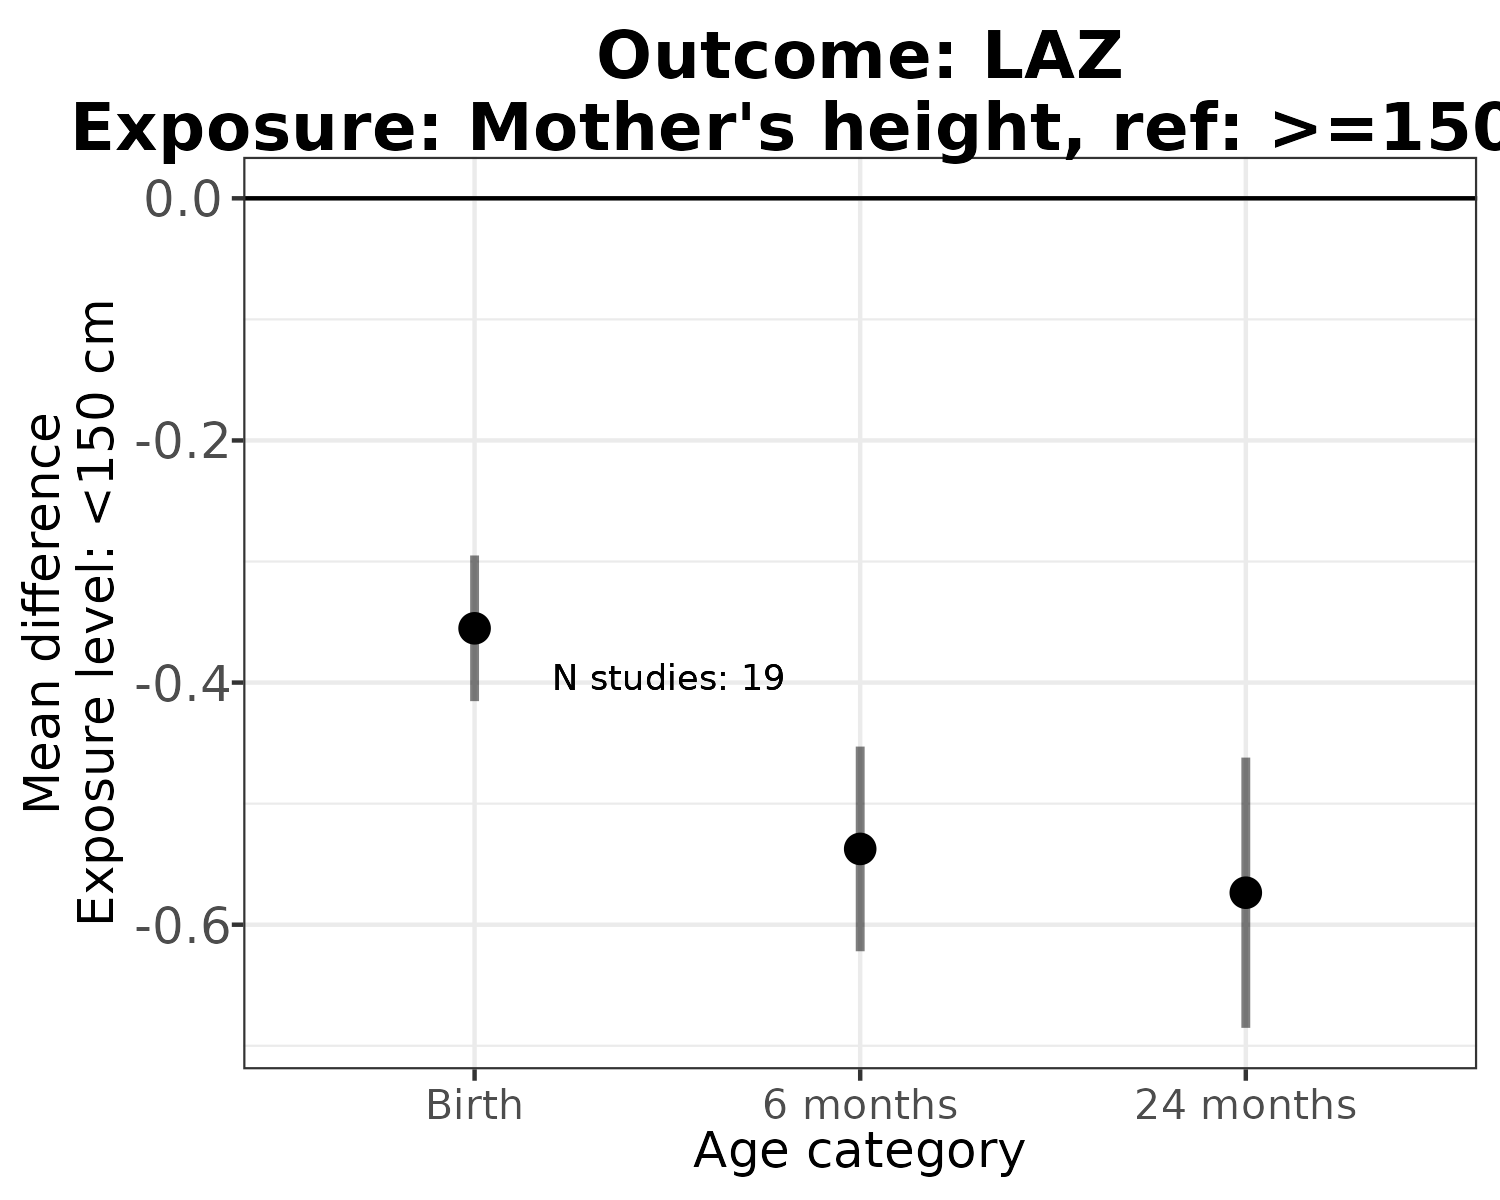 Outcome: LAZ
Exposure: Mother's height, ref: >=150
Mean difference
Exposure level: <150 cm
0.0
-0.2
-0.4
-0.6
N studies: 19
Birth
6 months
24 months
Age category